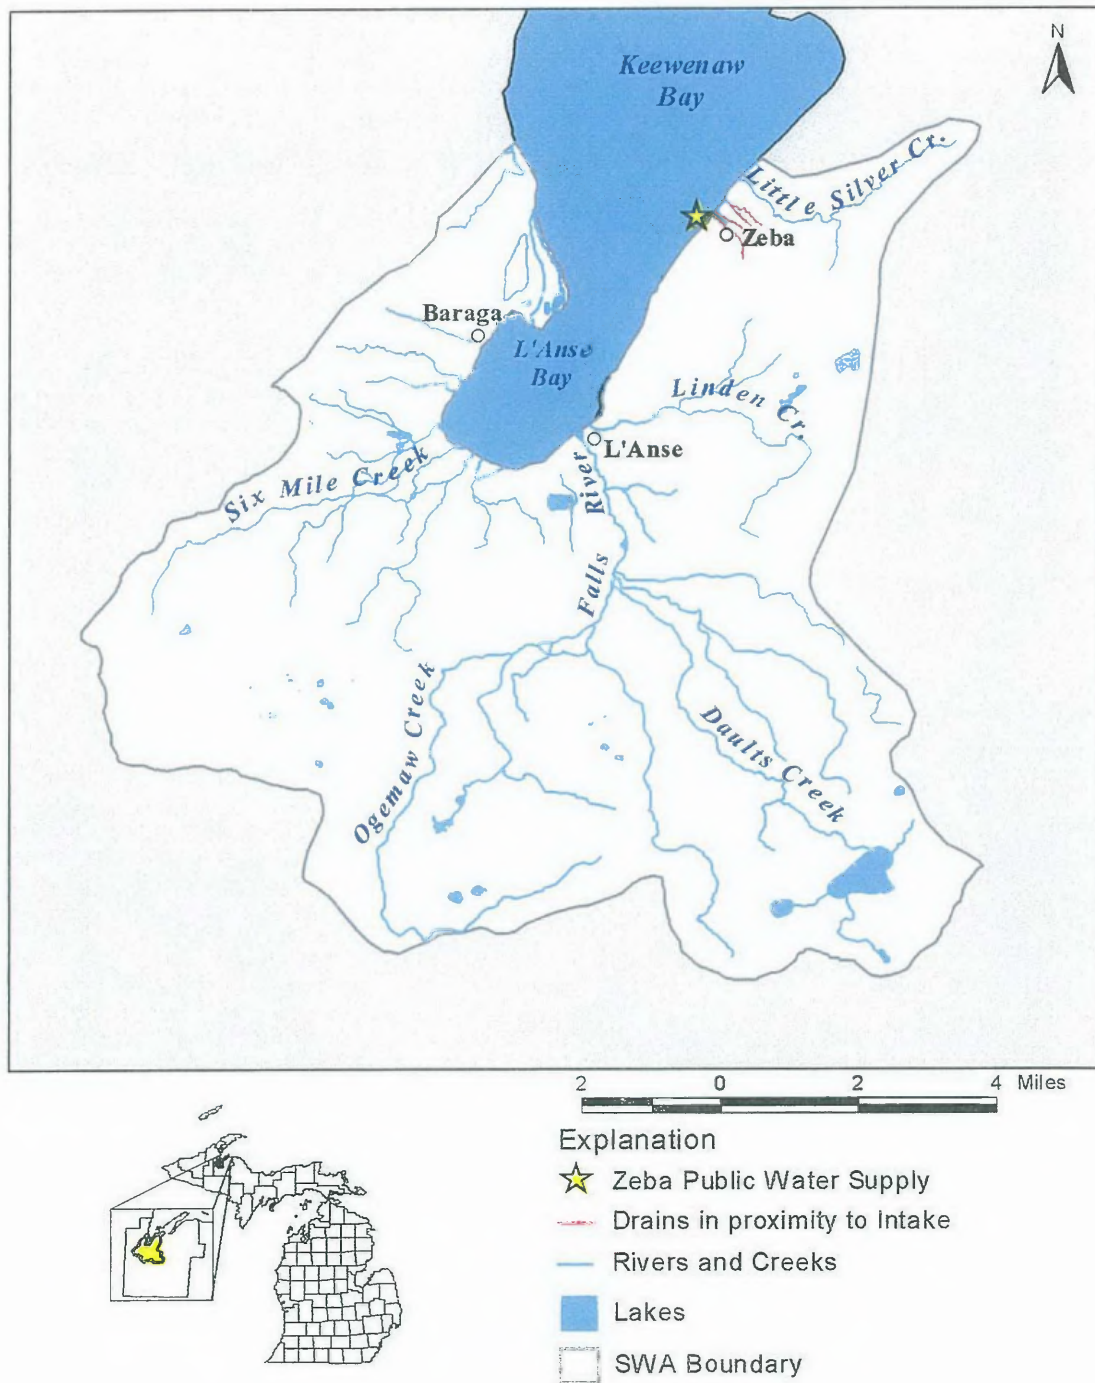 Keewenaw
Bay
N
Little Silver Cr.
Zeba
Baraga
L'Anse
Bay
Linden Cr.
L'Anse
Six Mile Creek
Falls River
Ogemaw Creek
Daults Creek
2 0 2 4 Miles
Explanation
Zeba Public Water Supply
Drains in proximity to Intake
Rivers and Creeks
Lakes
SWA Boundary